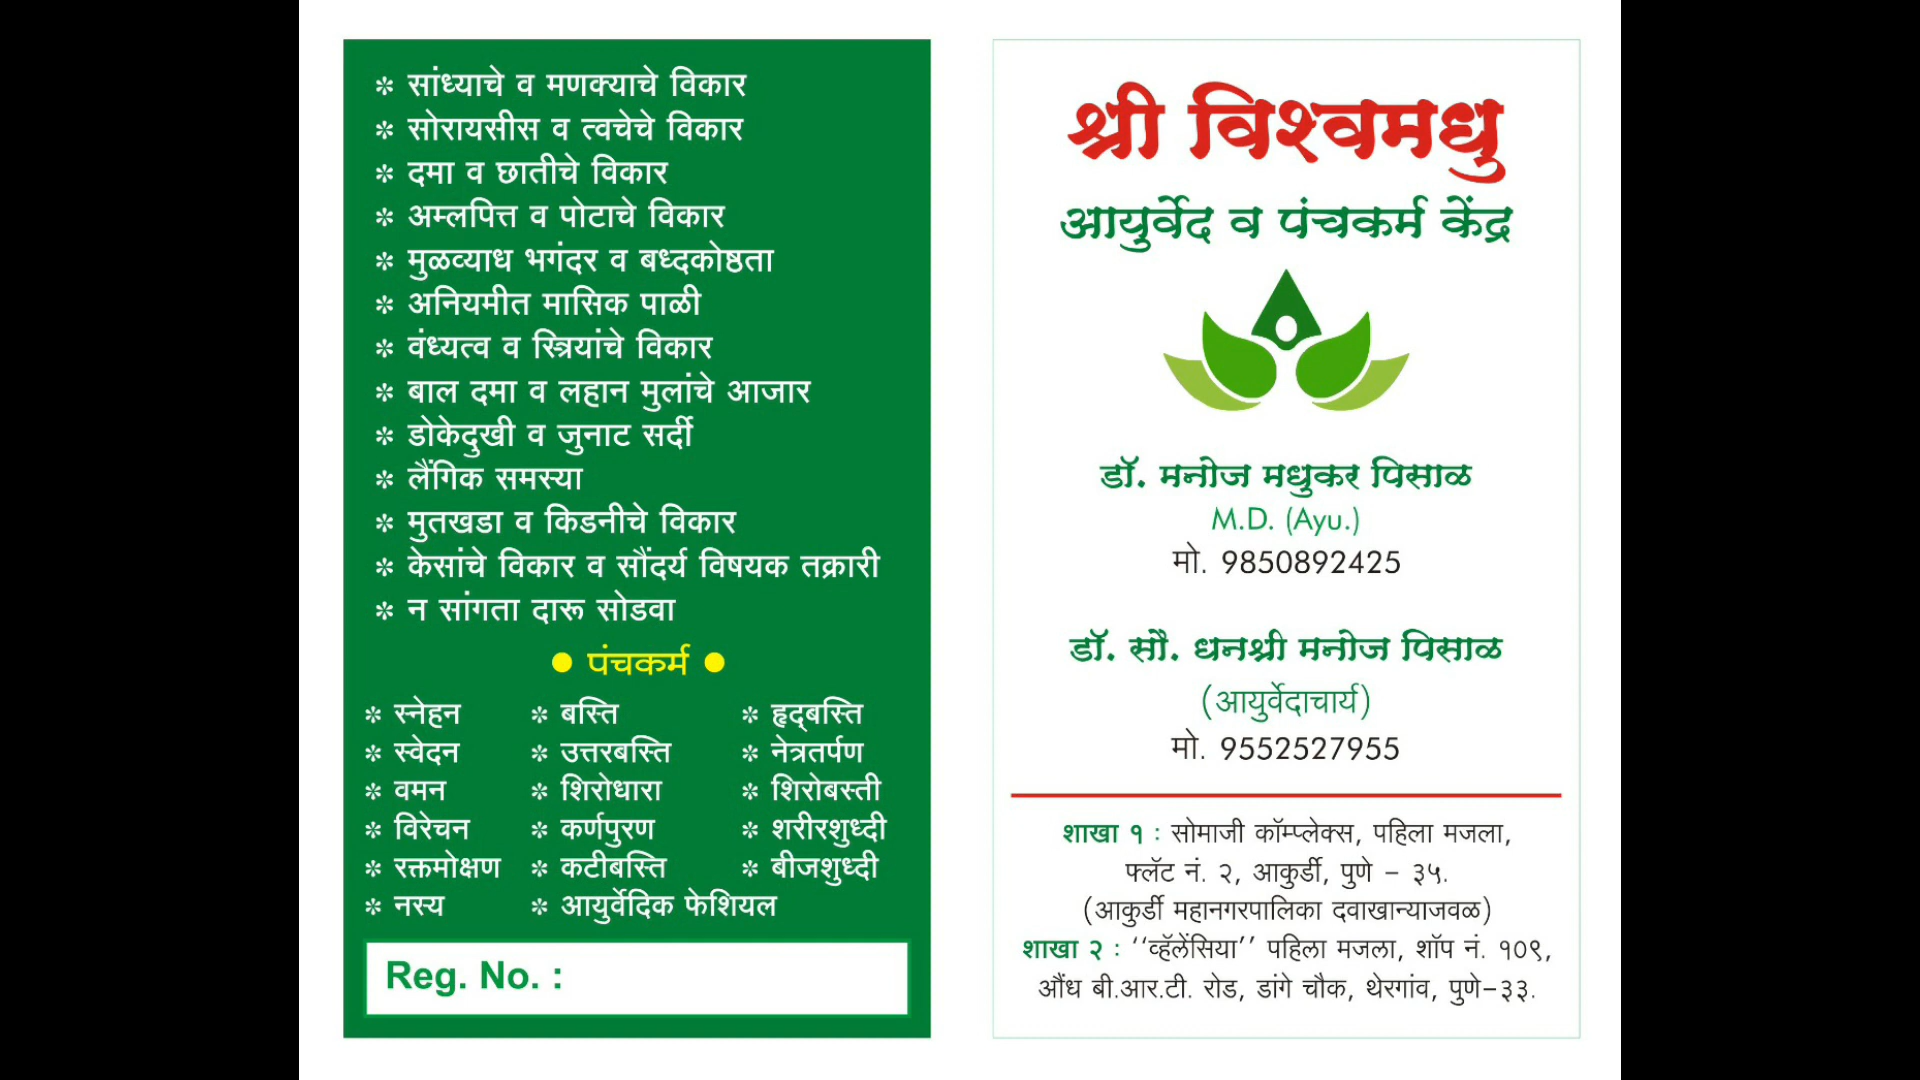 * सांध्याचे व मणक्याचे विकार
* सोरायसीस व त्वचेचे विकार
* दमा व छातीचे विकार
* अम्लपित्त व पोटाचे विकार
* मुळव्याध भगंदर व बध्दकोष्ठता
* अनियमीत मासिक पाळी
* वंध्यत्व व स्त्रियांचे विकार
* बाल दमा व लहान मुलांचे आजार
* डोकेदुखी व जुनाट सर्दी
* लैंगिक समस्या
* मुतखडा व किडनीचे विकार
* केसांचे विकार व सौंदर्य विषयक तक्रारी
* न सांगता दारू सोडवा
● पंचकर्म ●
* स्नेहन * बस्ति * हृद्बस्ति
* स्वेदन * उत्तरबस्ति * नेत्रतर्पण
* वमन * शिरोधारा * शिरोबस्ती
* विरेचन * कर्णपुरण * शरीरशुध्दी
* रक्तमोक्षण * कटीबस्ति * बीजशुध्दी
* नस्य * आयुर्वेदिक फेशियल
Reg. No. :
श्री विश्वमधु
आयुर्वेद व पंचकर्म केंद्र
डॉ. मनोज मधुकर पिसाळ
M.D. (Ayu.)
मो. 9850892425
डॉ. सौ. धनश्री मनोज पिसाळ
(आयुर्वेदाचार्य)
मो. 9552527955
शाखा १ : सोमाजी कॉम्प्लेक्स, पहिला मजला,
फ्लॅट नं. २, आकुर्डी, पुणे - ३५.
(आकुर्डी महानगरपालिका दवाखान्याजवळ)
शाखा २ : ''व्हॅलेंसिया'' पहिला मजला, शॉप नं. १०९,
औंध बी.आर.टी. रोड, डांगे चौक, थेरगांव, पुणे-३३.